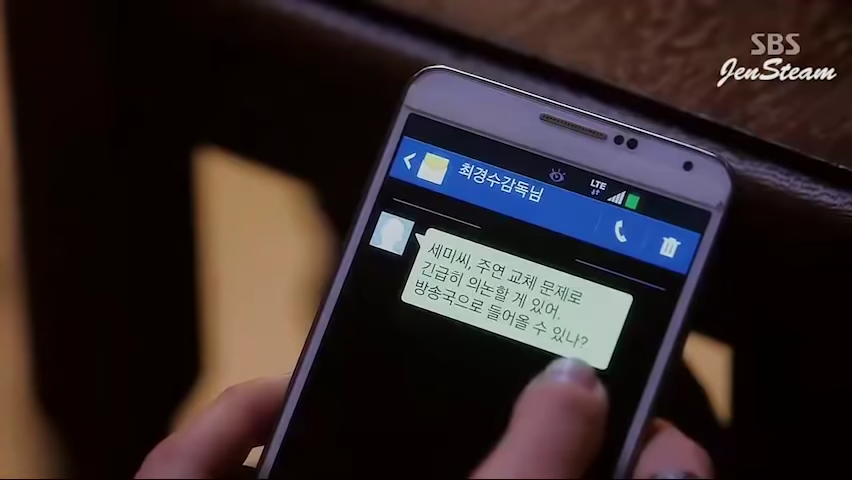 SBS
JenSteam
LTE
최경수감독님
세미씨, 주연 교체 문제로
긴급히 의논할 게 있어.
방송국으로 들어올 수 있나?